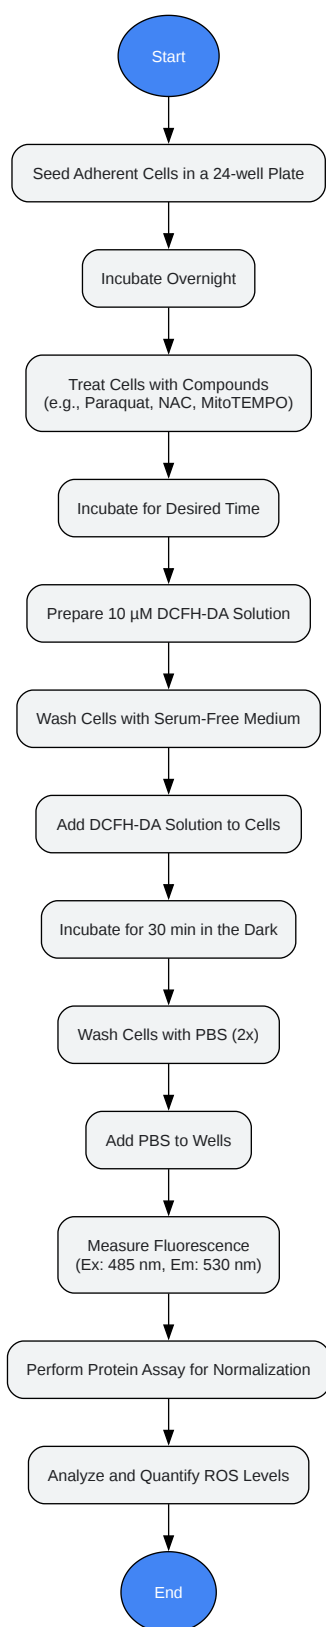 Start
Seed Adherent Cells in a 24-well Plate
Incubate Overnight
Treat Cells with Compounds
(e.g., Paraquat, NAC, MitoTEMPO)
Incubate for Desired Time
Prepare 10 µM DCFH-DA Solution
Wash Cells with Serum-Free Medium
Add DCFH-DA Solution to Cells
Incubate for 30 min in the Dark
Wash Cells with PBS (2x)
Add PBS to Wells
Measure Fluorescence
(Ex: 485 nm, Em: 530 nm)
Perform Protein Assay for Normalization
Analyze and Quantify ROS Levels
End